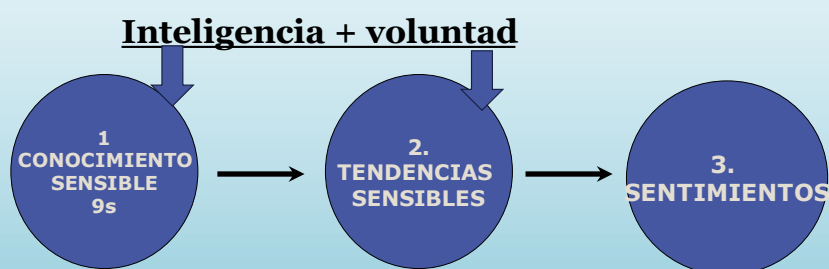 Inteligencia + voluntad
1
CONOCIMIENTO
SENSIBLE
9s
2.
TENDENCIAS
SENSIBLES
3.
SENTIMIENTOS